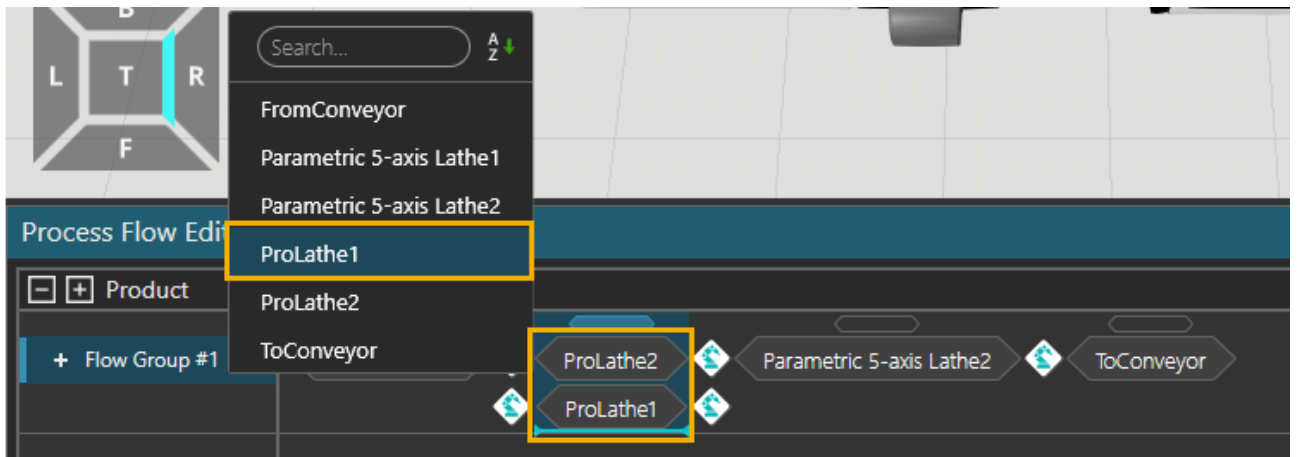 B
L
T
R
F
Search...
A
Z
FromConveyor
Parametric 5-axis Lathe1
Parametric 5-axis Lathe2
ProLathe1
ProLathe2
ToConveyor
Process Flow Edit
Product
+ Flow Group #1
ProLathe2
Parametric 5-axis Lathe2
ToConveyor
ProLathe1